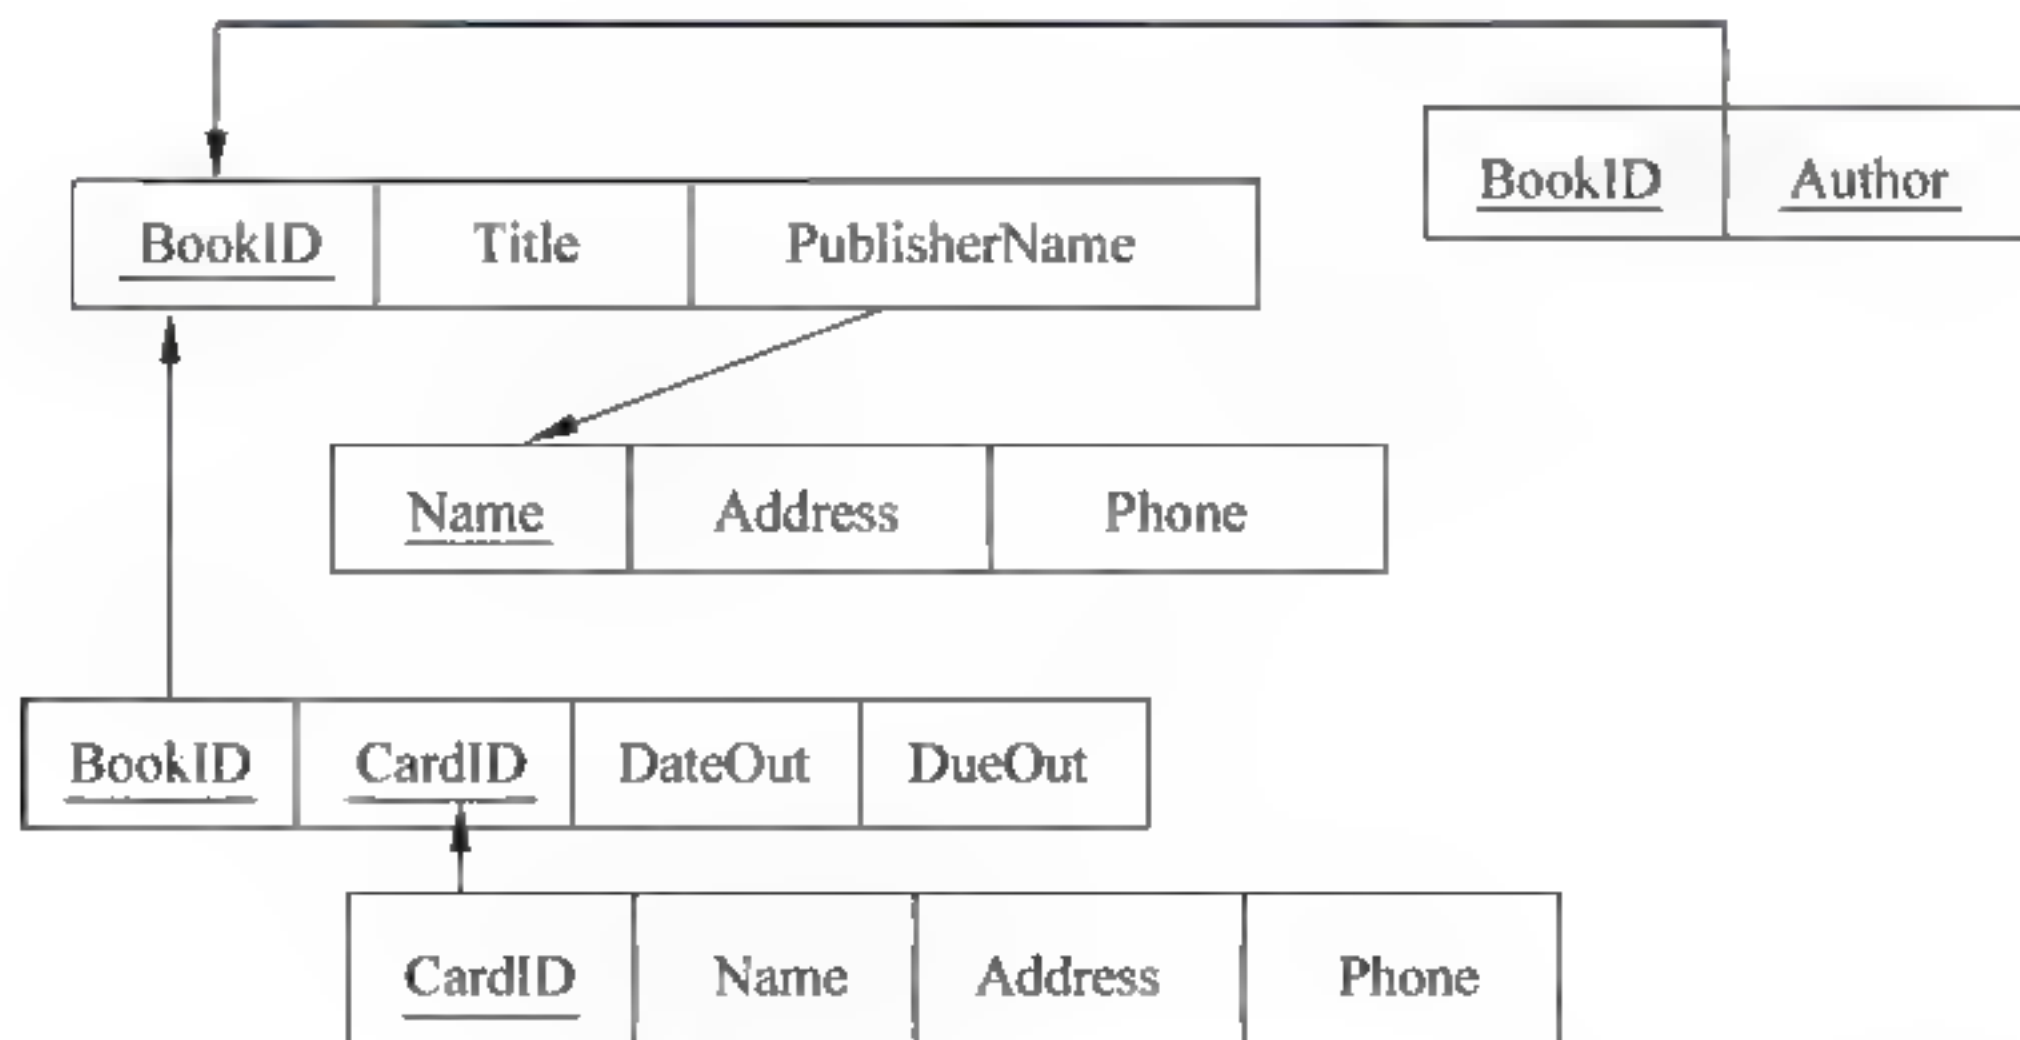 BookID Author
BookID Title PublisherName
Name Address Phone
BookID CardID DateOut DueOut
CardID Name Address Phone